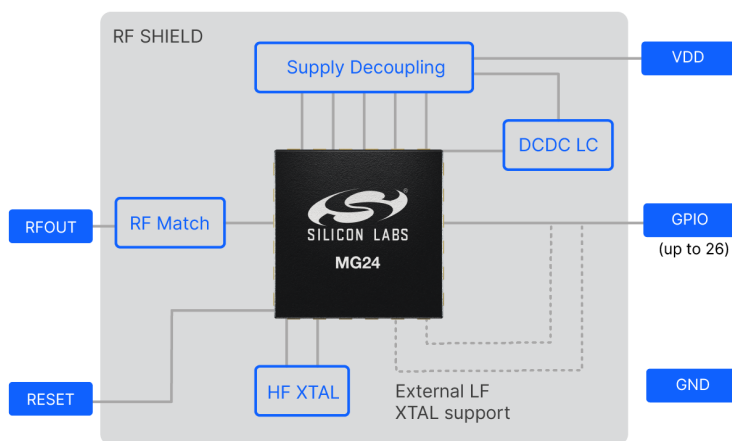 RF SHIELD
Supply Decoupling
VDD
DCDC LC
RFOUT
RF Match
SILICON LABS
®
MG24
GPIO
(up to 26)
RESET
HF XTAL
External LF
XTAL support
GND